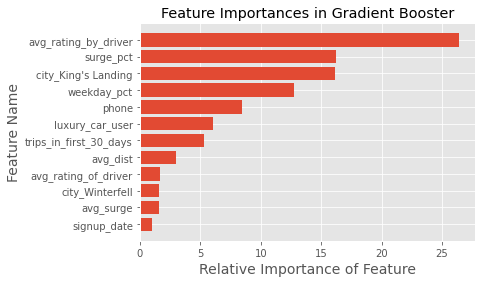 Feature Importances in Gradient Booster
Feature Name
avg_rating_by_driver
surge_pct
city_King's Landing
weekday_pct
phone
luxury_car_user
trips_in_first_30_days
avg_dist
avg_rating_of_driver
city_Winterfell
avg_surge
signup_date
0 5 10 15 20 25
Relative Importance of Feature